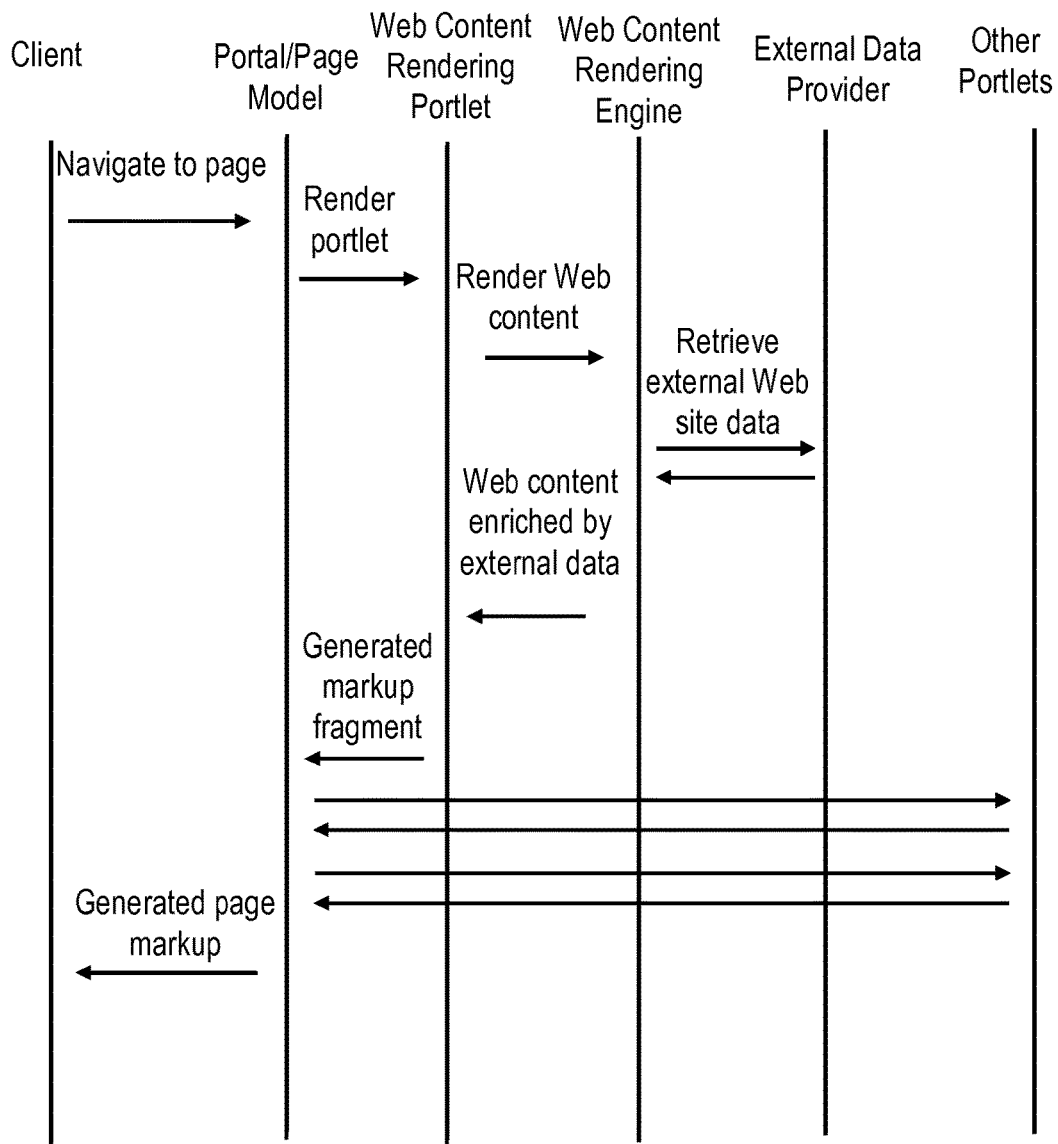 Client
Portal/Page
Model
Web Content
Rendering
Portlet
Web Content
Rendering
Engine
External Data
Provider
Other
Portlets
Navigate to page
Render
portlet
Render Web
content
Retrieve
external Web
site data
Web content
enriched by
external data
Generated
markup
fragment
Generated page
markup